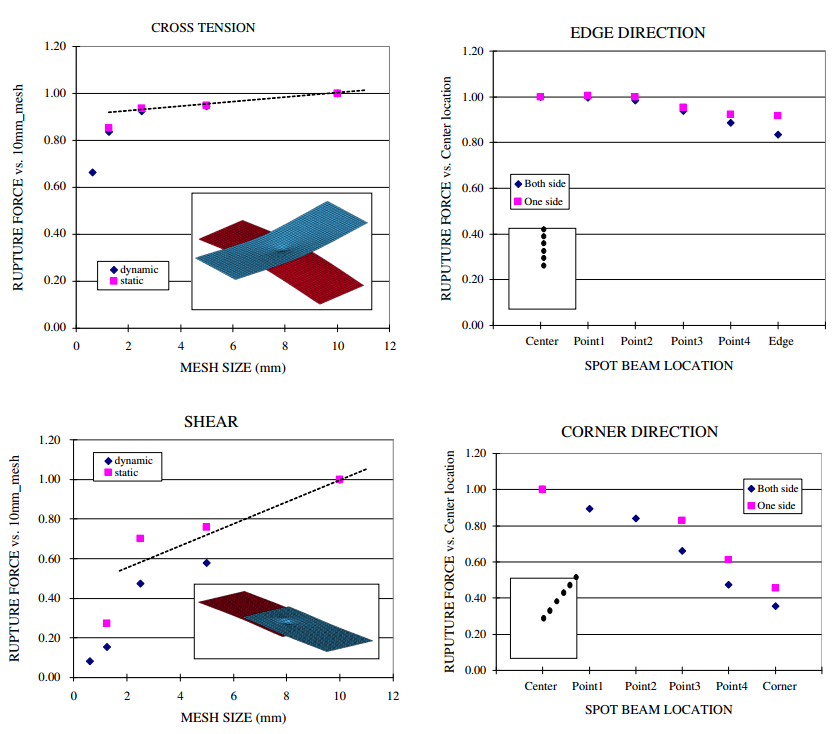 CROSS TENSION
RUPTURE FORCE vs. 10mm_mesh
1.20
1.00
0.80
0.60
0.40
0.20
0.00
dynamic
static
0 2 4 6 8 10 12
MESH SIZE (mm)
EDGE DIRECTION
RUPUTURE FORCE vs. Center location
1.20
1.00
0.80
0.60
0.40
0.20
0.00
Both side
One side
Center Point1 Point2 Point3 Point4 Edge
SPOT BEAM LOCATION
SHEAR
RUPTURE FORCE vs. 10mm_mesh
1.20
1.00
0.80
0.60
0.40
0.20
0.00
dynamic
static
0 2 4 6 8 10 12
MESH SIZE (mm)
CORNER DIRECTION
RUPUTURE FORCE vs. Center location
1.20
1.00
0.80
0.60
0.40
0.20
0.00
Both side
One side
Center Point1 Point2 Point3 Point4 Corner
SPOT BEAM LOCATION